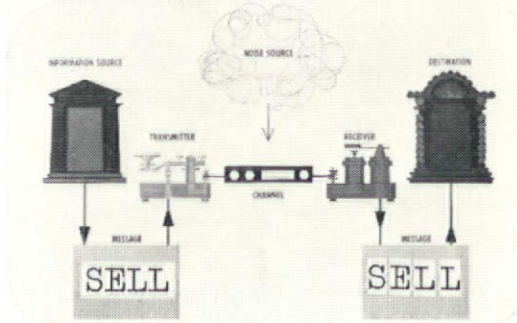 NOISE SOURCE
INFORMATION SOURCE
DESTINATION
TRANSMITTER
RECEIVER
CHANNEL
MESSAGE
MESSAGE
SELL
SELL